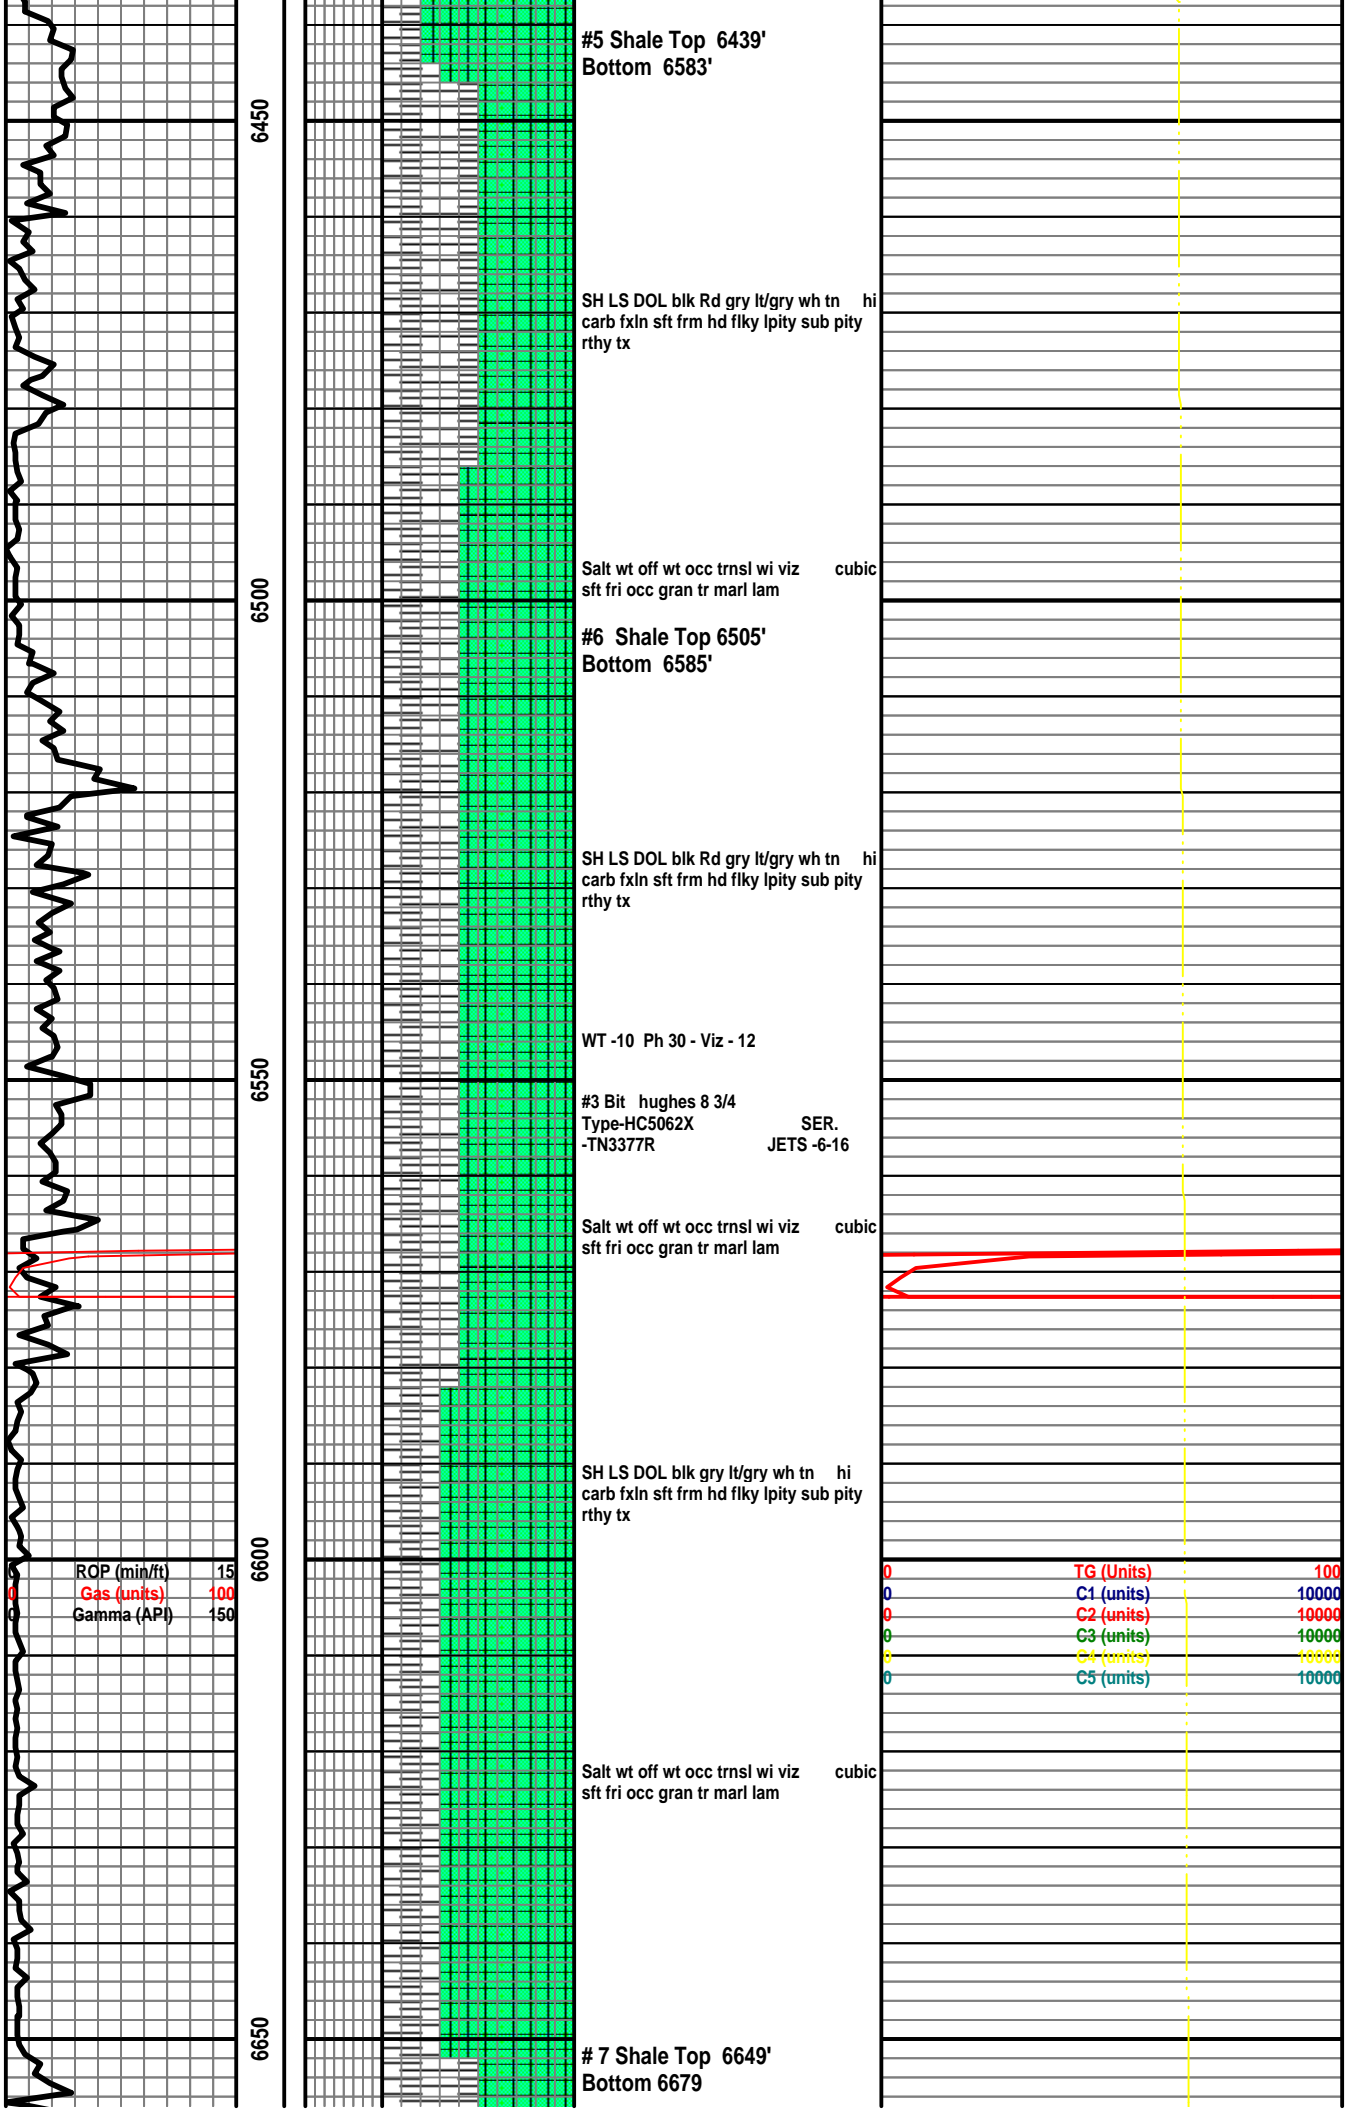 #5 Shale Top 6439'
Bottom 6583'
6450
SH LS DOL blk Rd gry lt/gry wh tn hi
carb fxln sft frm hd flky lpity sub pity
rthy tx
Salt wt off wt occ trnsl wi viz cubic
sft fri occ gran tr marl lam
6500
#6 Shale Top 6505'
Bottom 6585'
SH LS DOL blk Rd gry lt/gry wh tn hi
carb fxln sft frm hd flky lpity sub pity
rthy tx
WT -10 Ph 30 - Viz - 12
6550
#3 Bit hughes 8 3/4
Type-HC5062X SER.
-TN3377R JETS -6-16
Salt wt off wt occ trnsl wi viz cubic
sft fri occ gran tr marl lam
SH LS DOL blk gry lt/gry wh tn hi
carb fxln sft frm hd flky lpity sub pity
rthy tx
6600
0 ROP (min/ft) 15
0 Gas (units) 100
0 Gamma (API) 150
0 TG (Units) 100
0 C1 (units) 10000
0 C2 (units) 10000
0 C3 (units) 10000
0 C4 (units) 10000
0 C5 (units) 10000
Salt wt off wt occ trnsl wi viz cubic
sft fri occ gran tr marl lam
6650
# 7 Shale Top 6649'
Bottom 6679